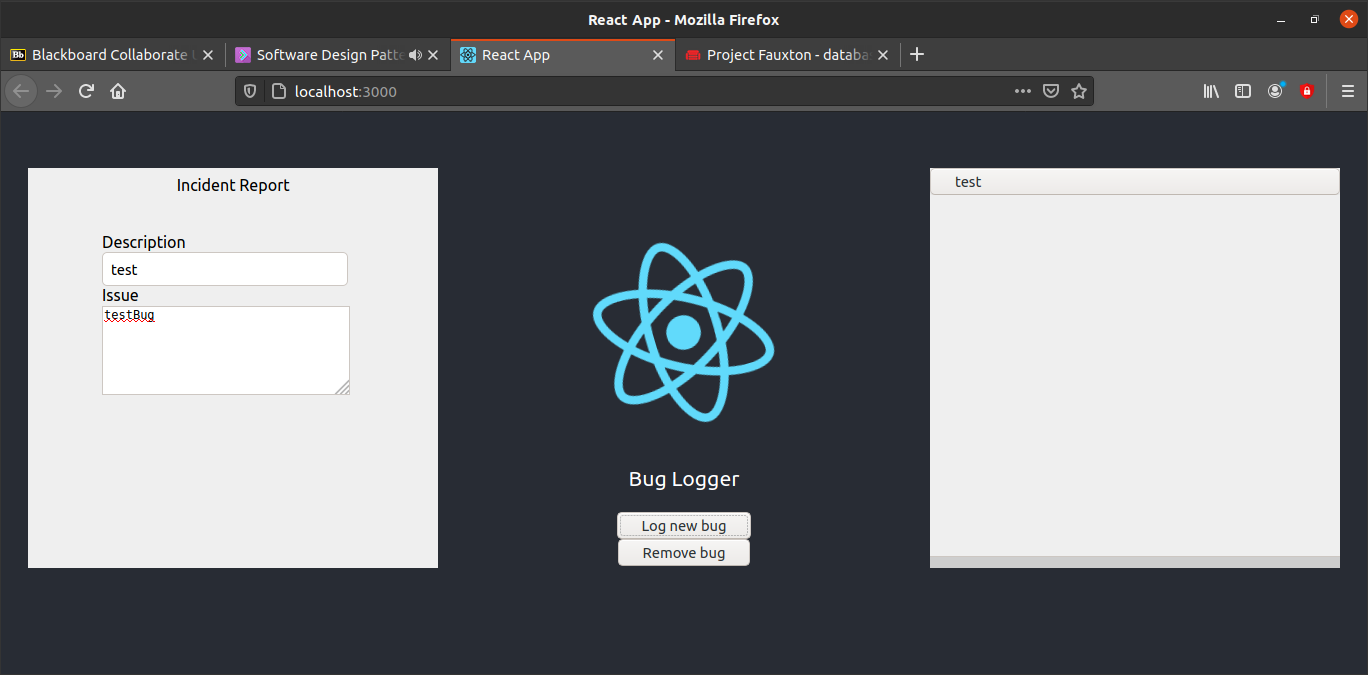 React App - Mozilla Firefox
Bb Blackboard Collaborate
Software Design Patte
React App
Project Fauxton - databa
localhost:3000
Incident Report
Description
test
Issue
testBug
Bug Logger
Log new bug
Remove bug
test